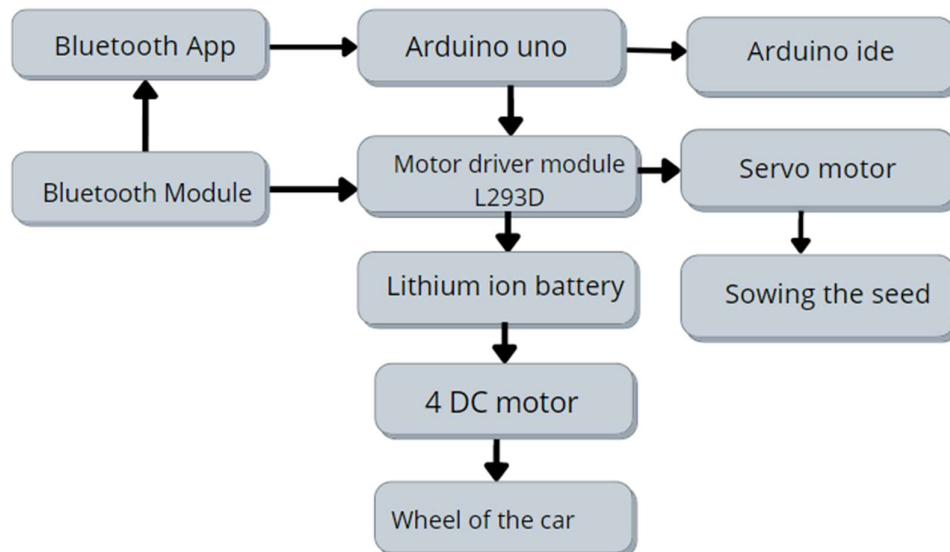 Bluetooth App
Arduino uno
Arduino ide
Bluetooth Module
Motor driver module
L293D
Servo motor
Lithium ion battery
Sowing the seed
4 DC motor
Wheel of the car